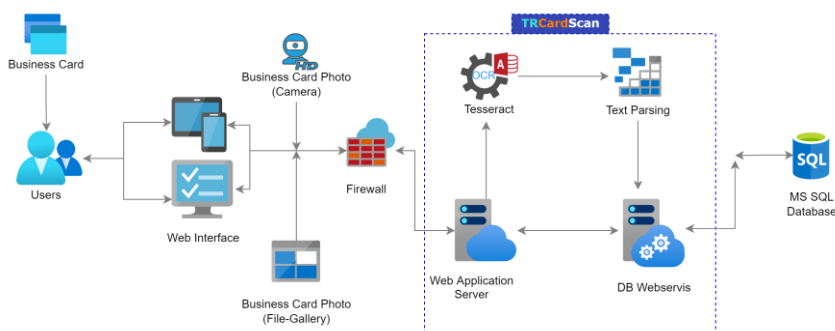 TRCardScan
Business Card
HD
Business Card Photo
(Camera)
OCR
A
Tesseract
Text Parsing
Users
Web Interface
Firewall
SQL
MS SQL
Database
Business Card Photo
(File-Gallery)
Web Application
Server
DB Webservis